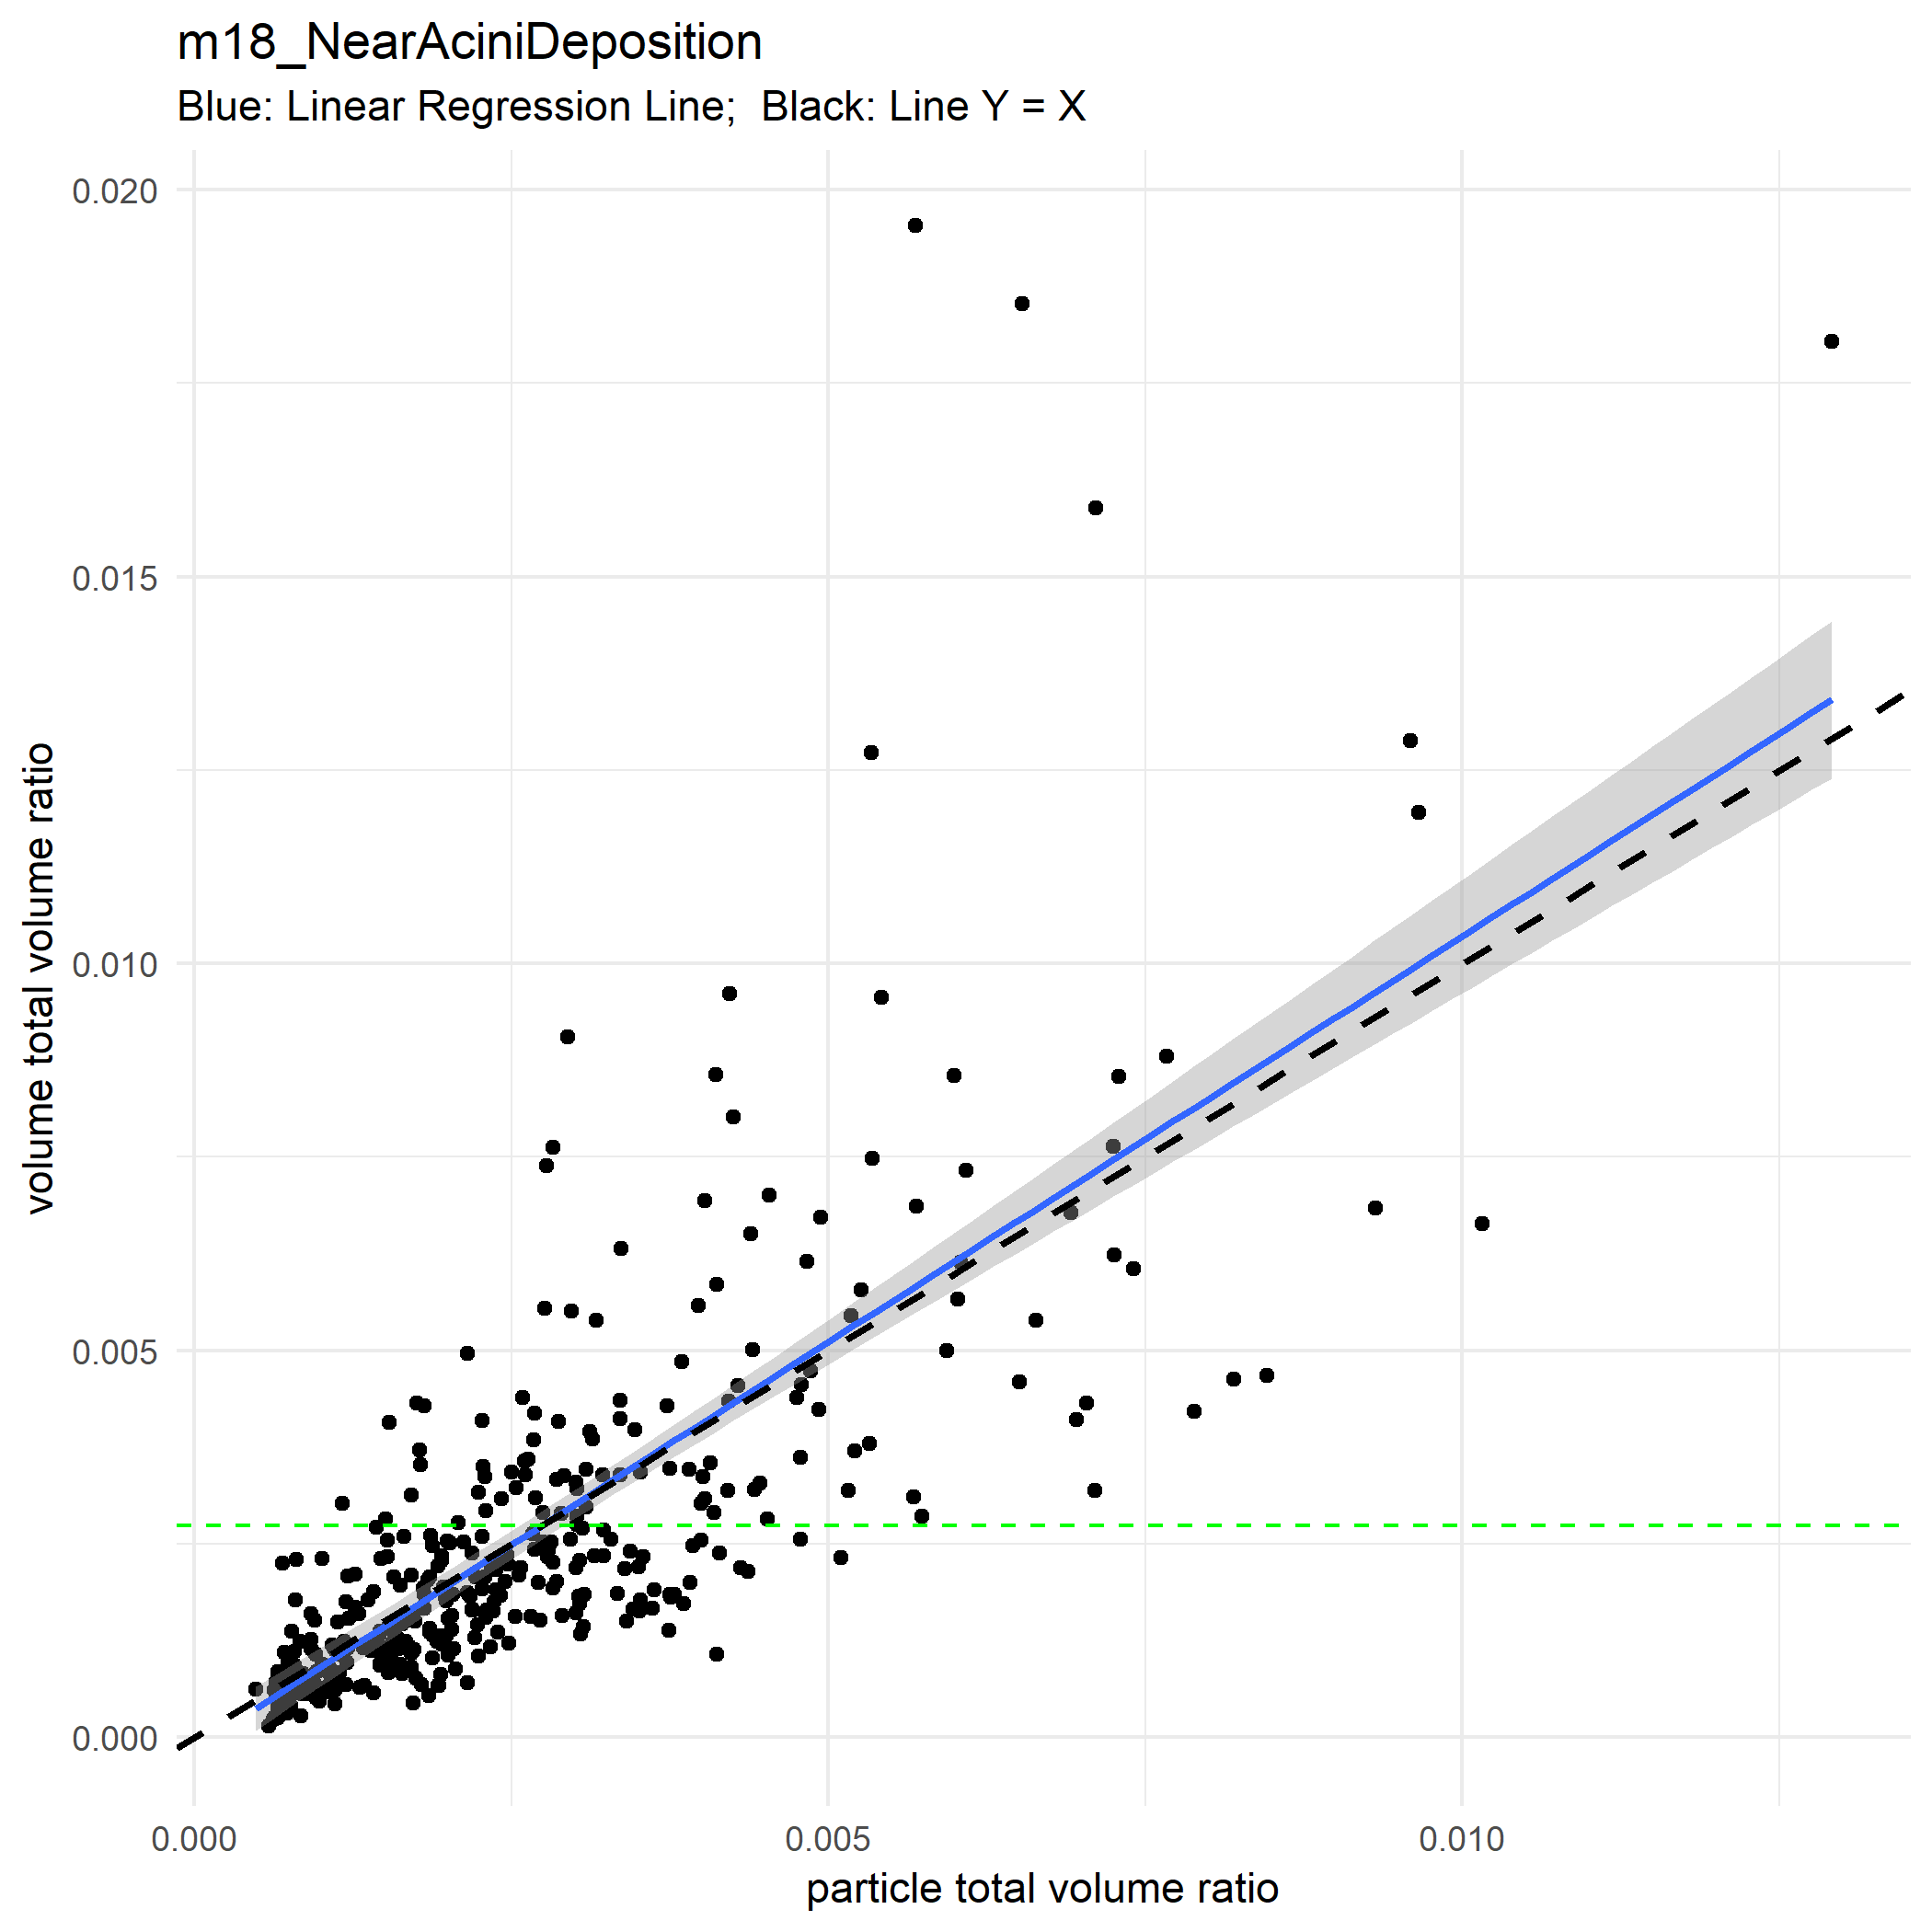 m18_NearAciniDeposition
Blue: Linear Regression Line;  Black: Line Y = X
0.020
0.015
0.010
0.005
0.000
volume total volume ratio
0.000
0.005
0.010
particle total volume ratio